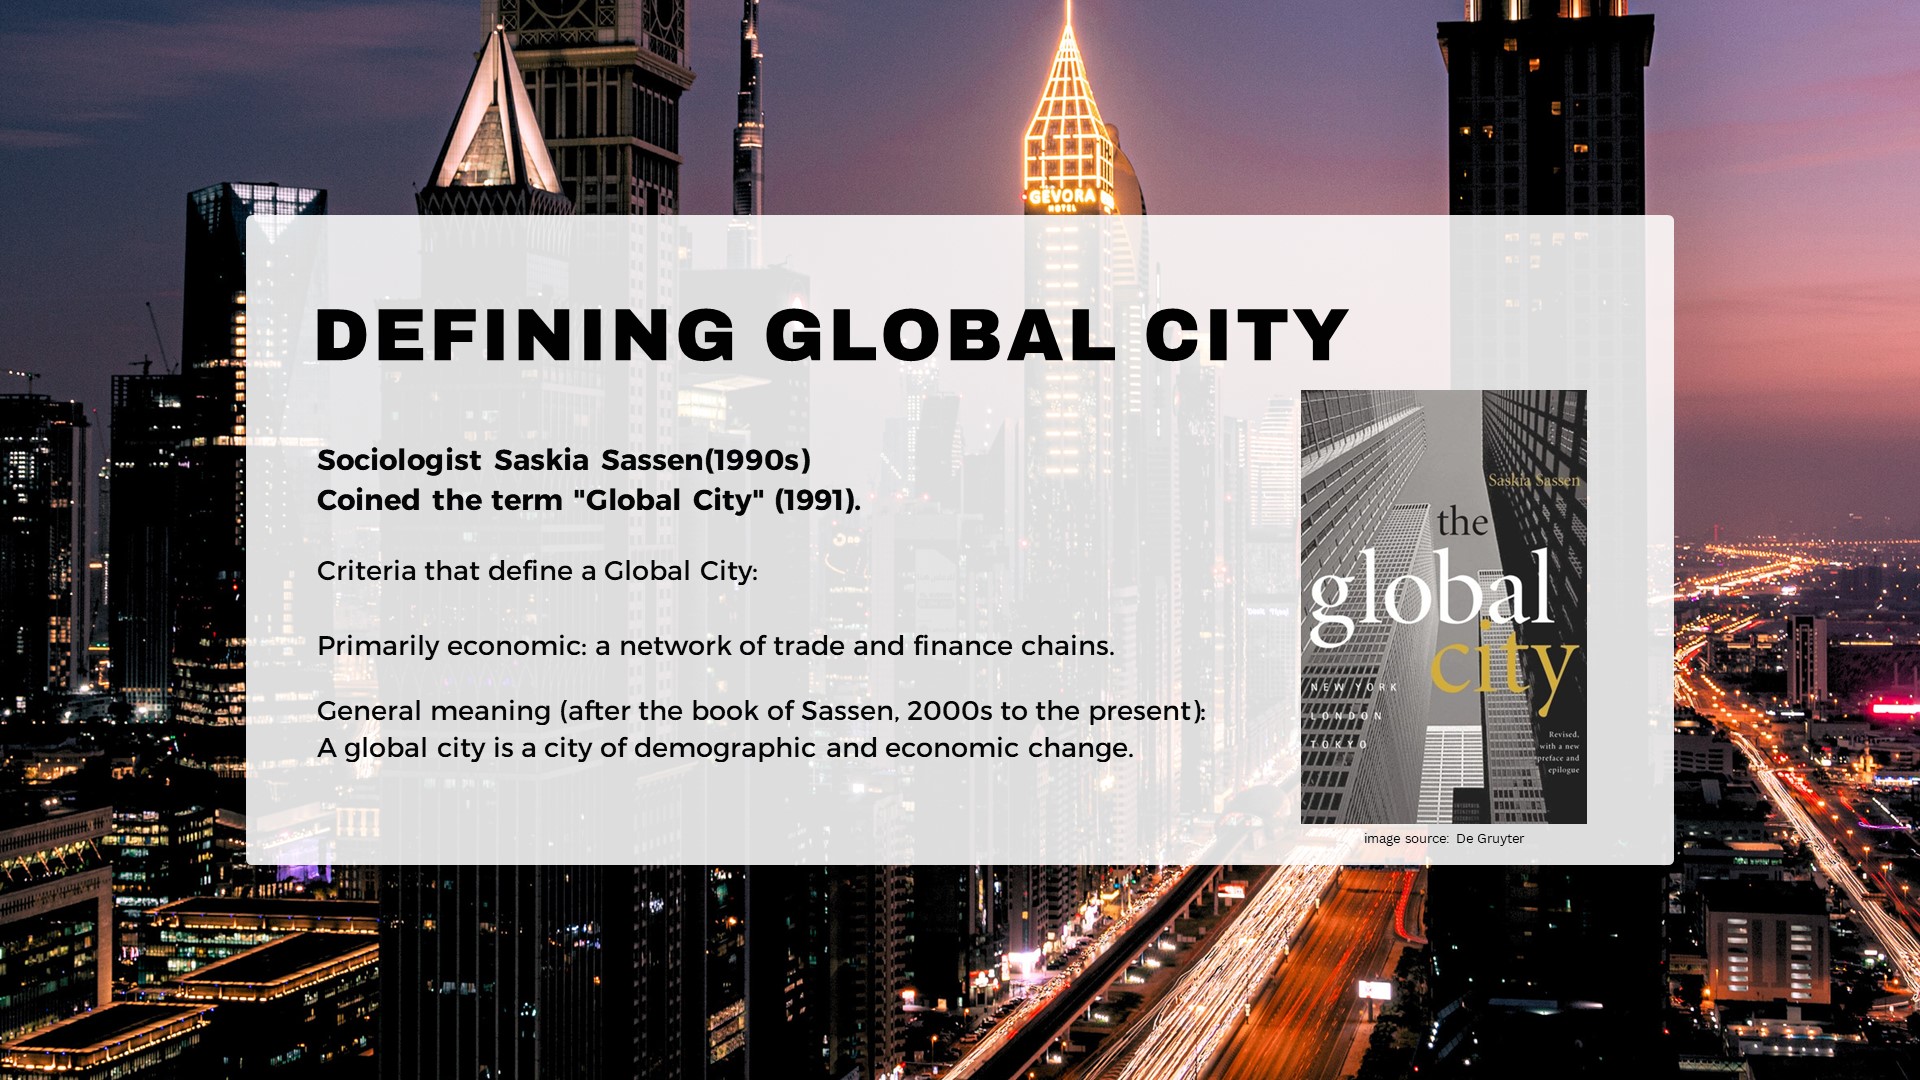 GEVORA
HOTEL
DEFINING GLOBAL CITY
Sociologist Saskia Sassen(1990s)
Coined the term "Global City" (1991).
Criteria that define a Global City:
Primarily economic: a network of trade and finance chains.
General meaning (after the book of Sassen, 2000s to the present):
A global city is a city of demographic and economic change.
Saskia Sassen
the
global
city
NEW YORK
LONDON
TOKYO
Revised,
with a new
preface and
epilogue
image source: De Gruyter